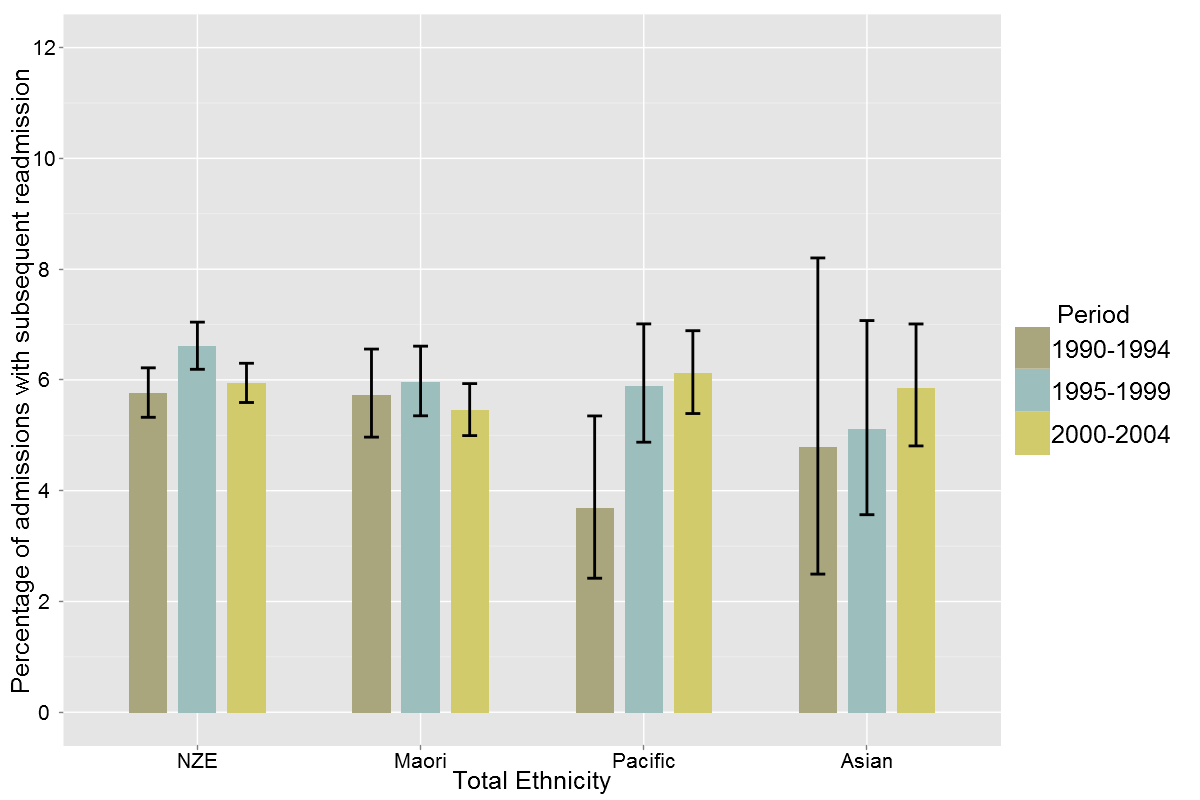 Percentage of admissions with subsequent readmission
12
10
8
6
4
2
0
NZE Maori Pacific Asian
Total Ethnicity
Period
1990-1994
1995-1999
2000-2004